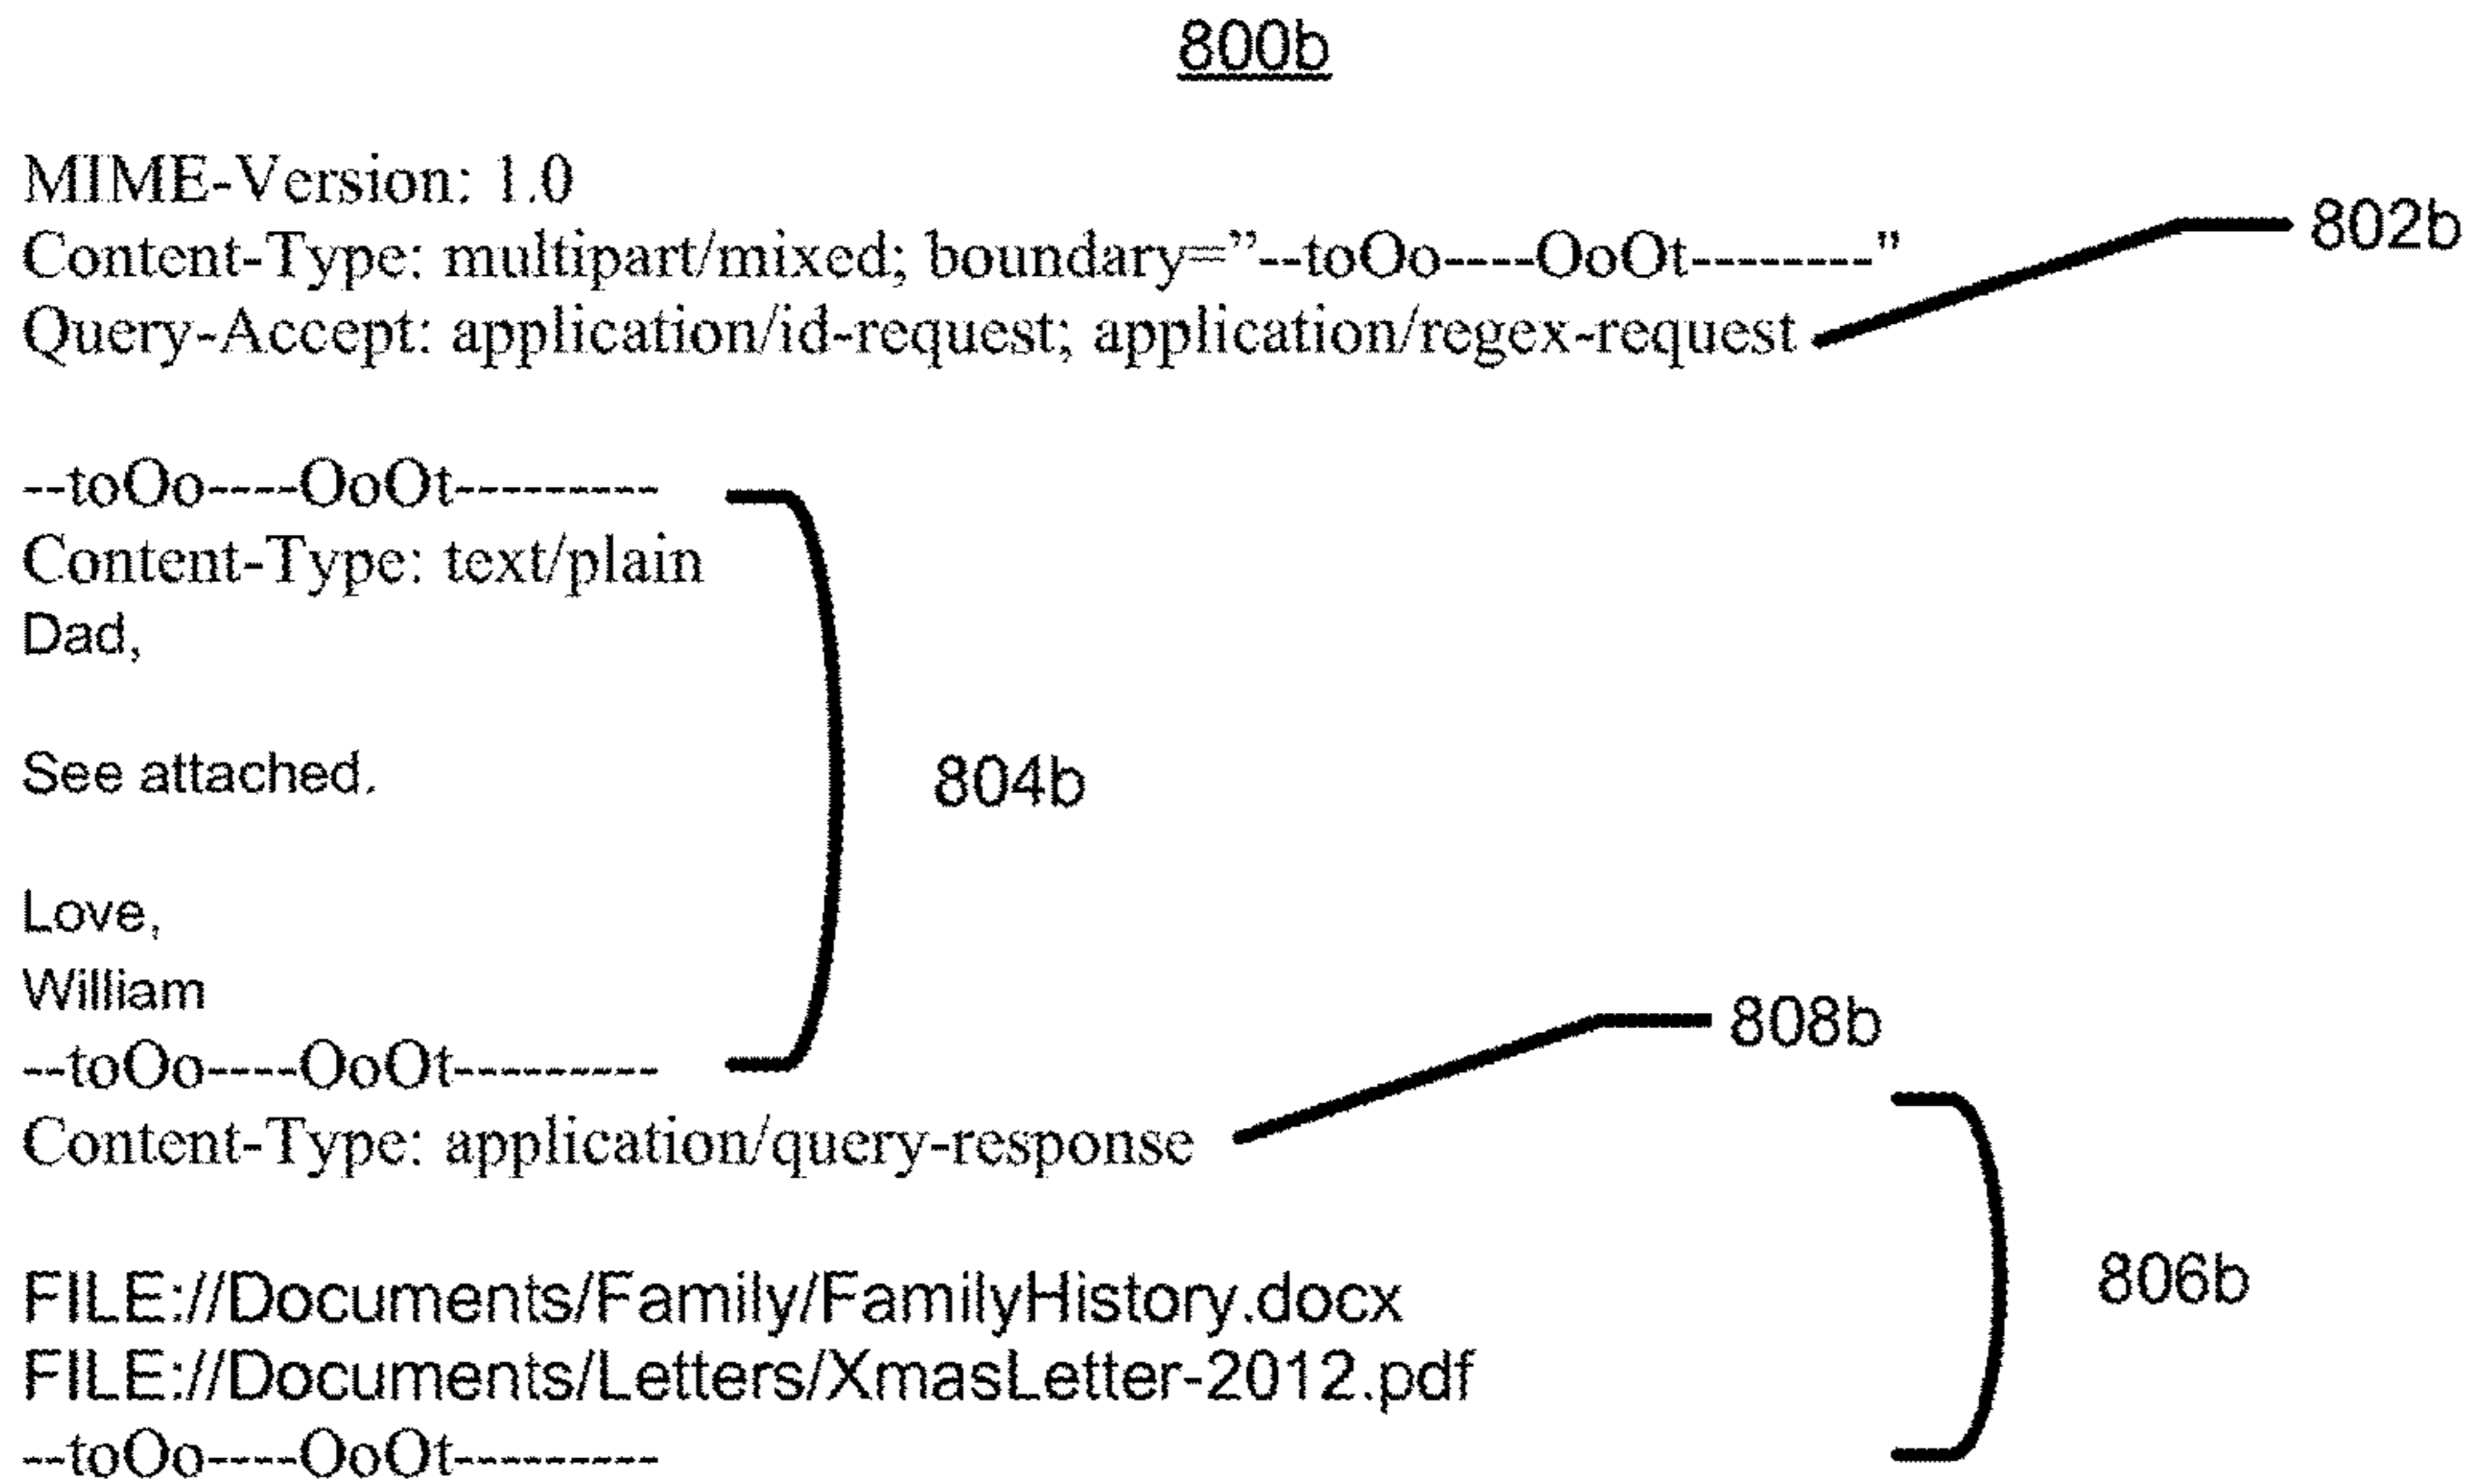 800b
MIME-Version: 1.0
Content-Type: multipart/mixed; boundary=”--toOo----OoOt--------"
802b
Query-Accept: application/id-request; application/regex-request
--toOo----OoOt---------
Content-Type: text/plain
Dad,
See attached.
804b
Love,
William
808b
--toOo----OoOt---------
Content-Type: application/query-response
806b
FILE://Documents/Family/FamilyHistory.docx
FILE://Documents/Letters/XmasLetter-2012.pdf
--toOo----OoOt---------